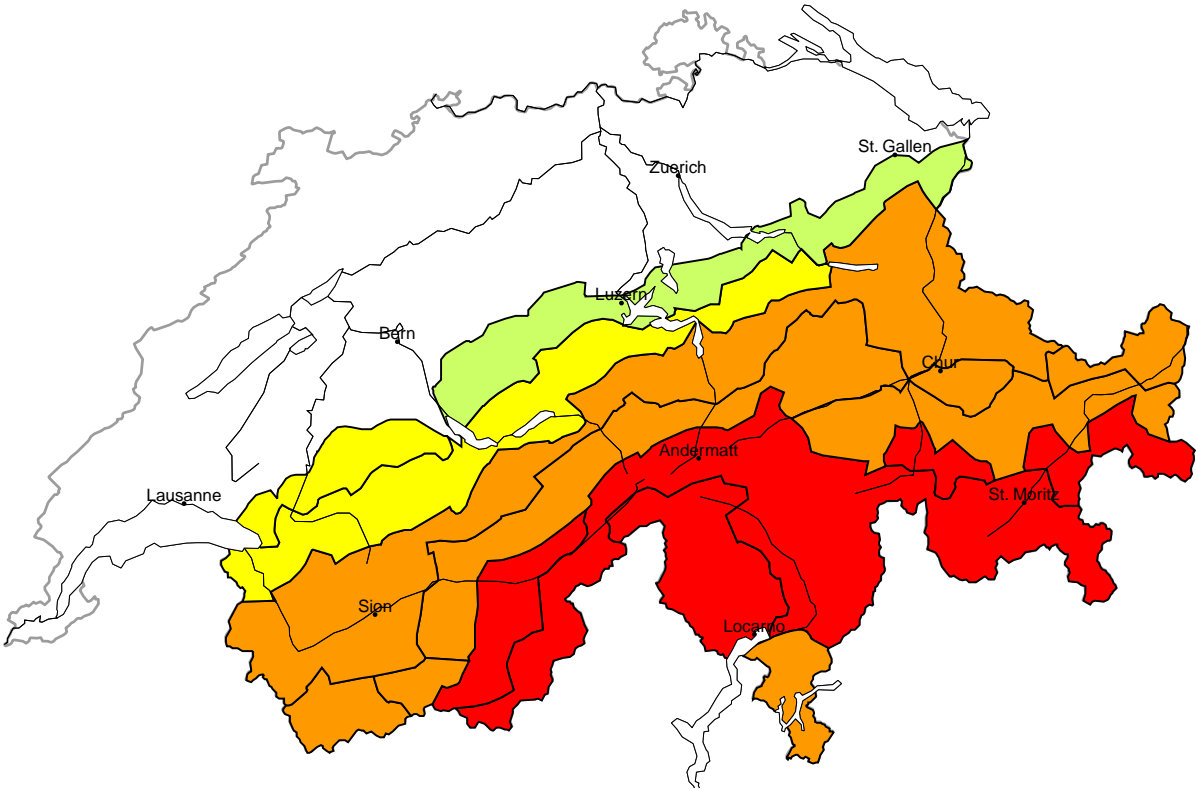 St. Gallen
Zuerich
Luzern
Bern
Chur
Andermatt
Lausanne
St. Moritz
Sion
Locarno